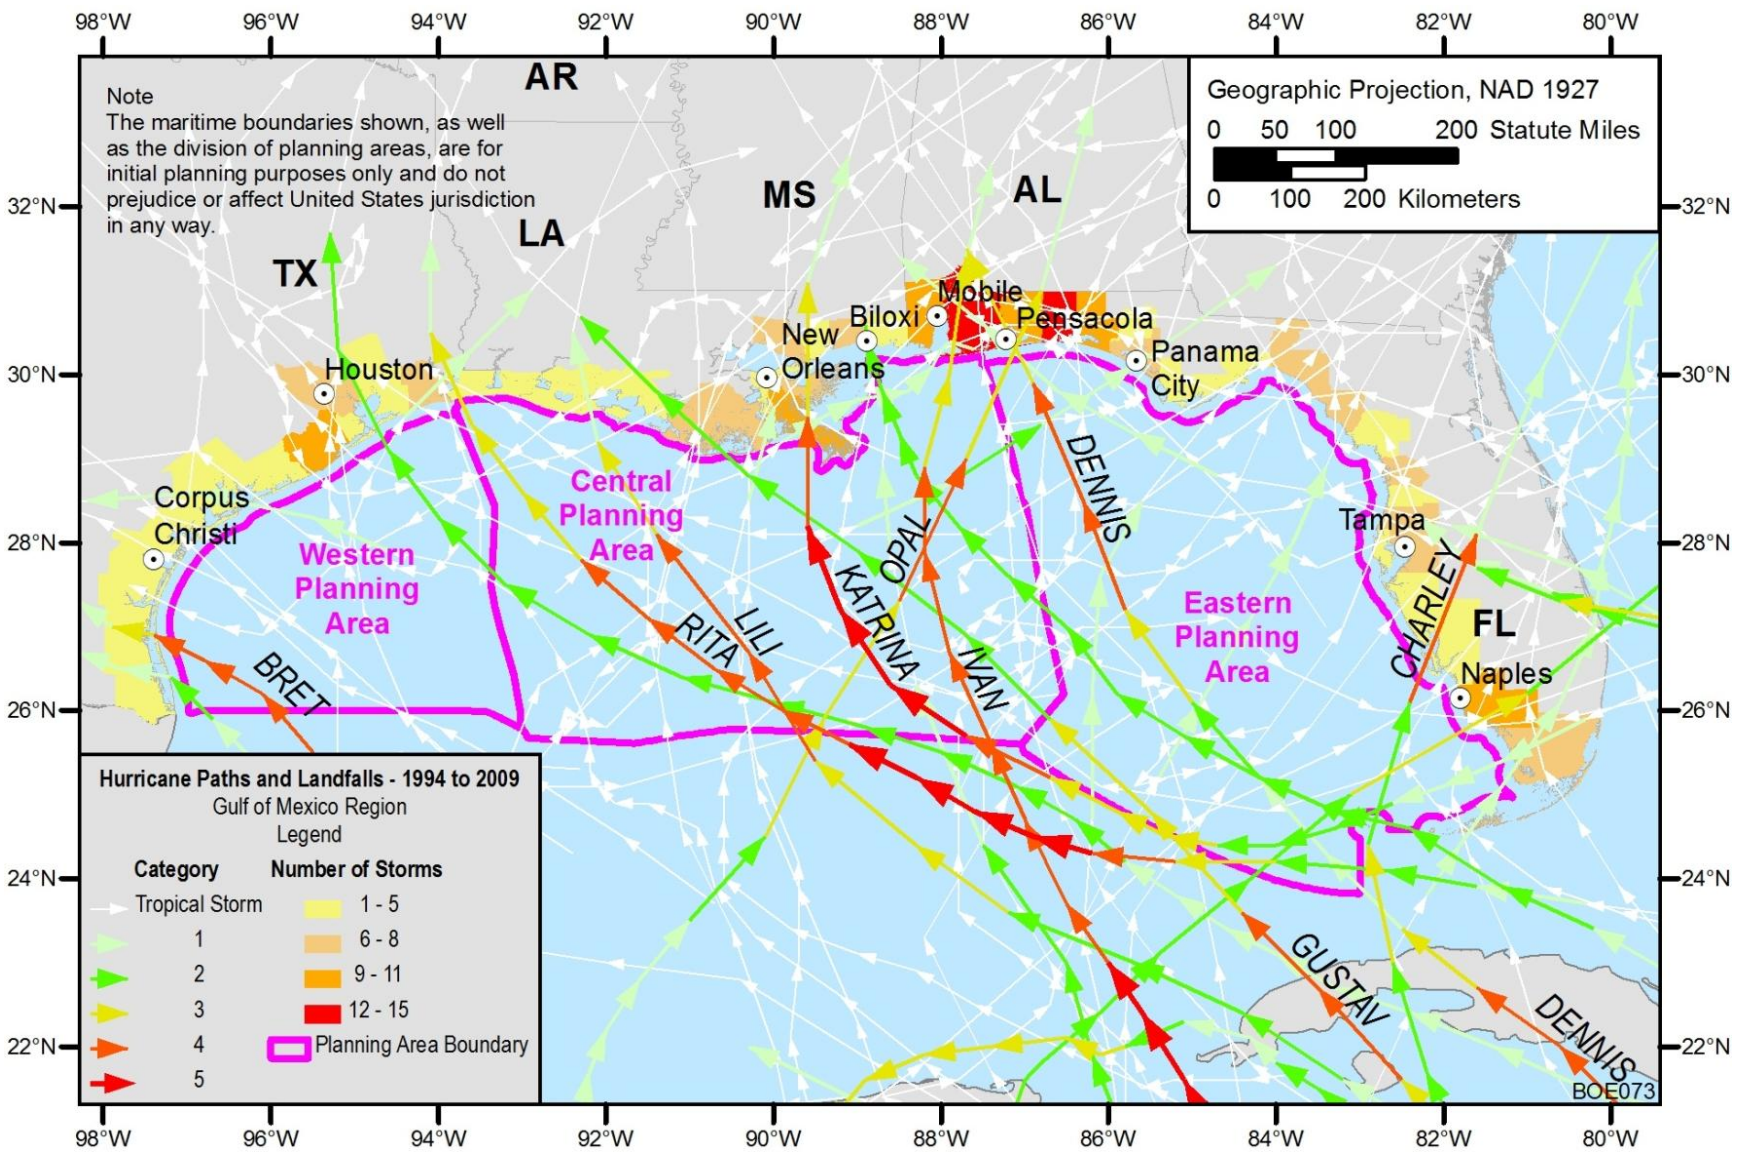 98°W 96°W 94°W 92°W 90°W 88°W 86°W 84°W 82°W 80°W
Note
The maritime boundaries shown, as well
as the division of planning areas, are for
initial planning purposes only and do not
prejudice or affect United States jurisdiction
in any way.
AR
Geographic Projection, NAD 1927
0 50 100 200 Statute Miles
0 100 200 Kilometers
32°N
32°N
MS
AL
LA
TX
Mobile
Biloxi
Pensacola
New
Orleans
Panama
City
Houston
30°N
30°N
DENNIS
Central
Planning
Area
Corpus
Christi
Tampa
28°N
28°N
OPAL
Western
Planning
Area
KATRINA
CHARLEY
Eastern
Planning
Area
LILI
RITA
FL
BRET
IVAN
Naples
26°N
26°N
Hurricane Paths and Landfalls - 1994 to 2009
Gulf of Mexico Region
Legend
Category Number of Storms
Tropical Storm 1 - 5
1 6 - 8
2 9 - 11
3 12 - 15
4 Planning Area Boundary
5
24°N
24°N
GUSTAV
DENNIS
22°N
22°N
BOE073
98°W 96°W 94°W 92°W 90°W 88°W 86°W 84°W 82°W 80°W